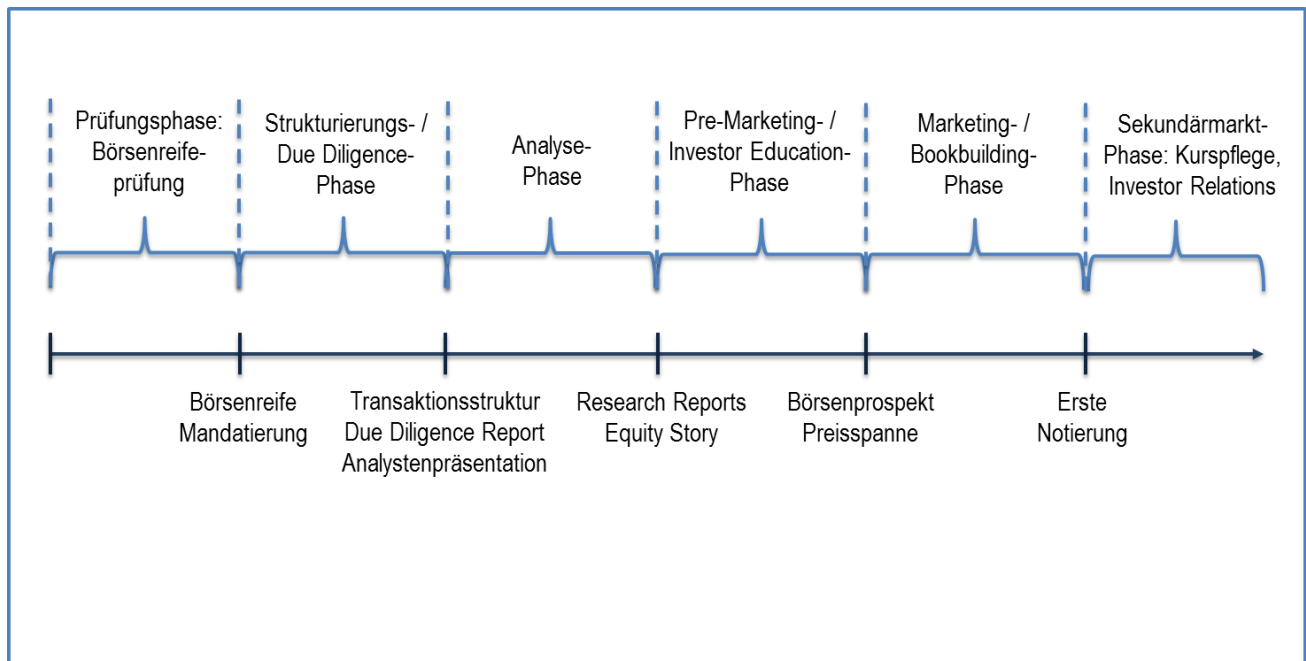 Prüfungsphase:
Börsenreife-
prüfung
Strukturierungs- /
Due Diligence-
Phase
Analyse-
Phase
Pre-Marketing- /
Investor Education-
Phase
Marketing- /
Bookbuilding-
Phase
Sekundärmarkt-
Phase: Kurspflege,
Investor Relations
Börsenreife
Mandatierung
Transaktionsstruktur
Due Diligence Report
Analystenpräsentation
Research Reports
Equity Story
Börsenprospekt
Preisspanne
Erste
Notierung